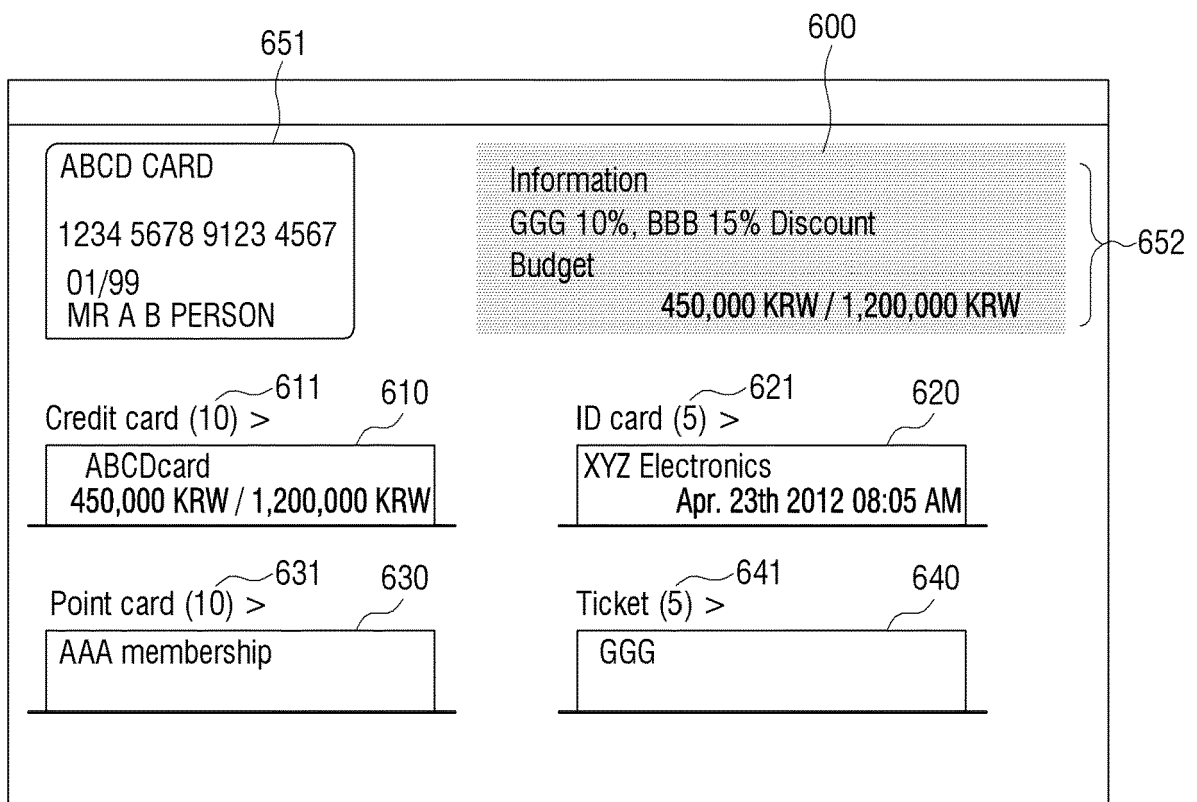 651
600
ABCD CARD
1234 5678 9123 4567
01/99
MR A B PERSON
Information
GGG 10%, BBB 15% Discount
Budget
450,000 KRW / 1,200,000 KRW
652
611
610
Credit card (10) >
ABCDcard
450,000 KRW / 1,200,000 KRW
621
620
ID card (5) >
XYZ Electronics
Apr. 23th 2012 08:05 AM
631
630
Point card (10) >
AAA membership
641
640
Ticket (5) >
GGG